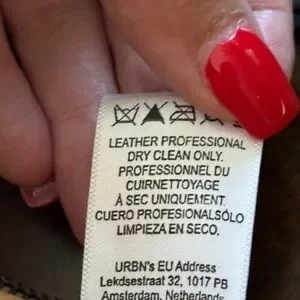 LEATHER PROFESSIONAL
DRY CLEAN ONLY.
PROFESSIONNEL DU
CUIRNETTOYAGE
À SEC UNIQUEMENT.
CUERO PROFESIONALSÓLO
LIMPIEZA EN SECO.
URBN's EU Address
Lekdsestraat 32, 1017 PB
Amsterdam, Netherlands